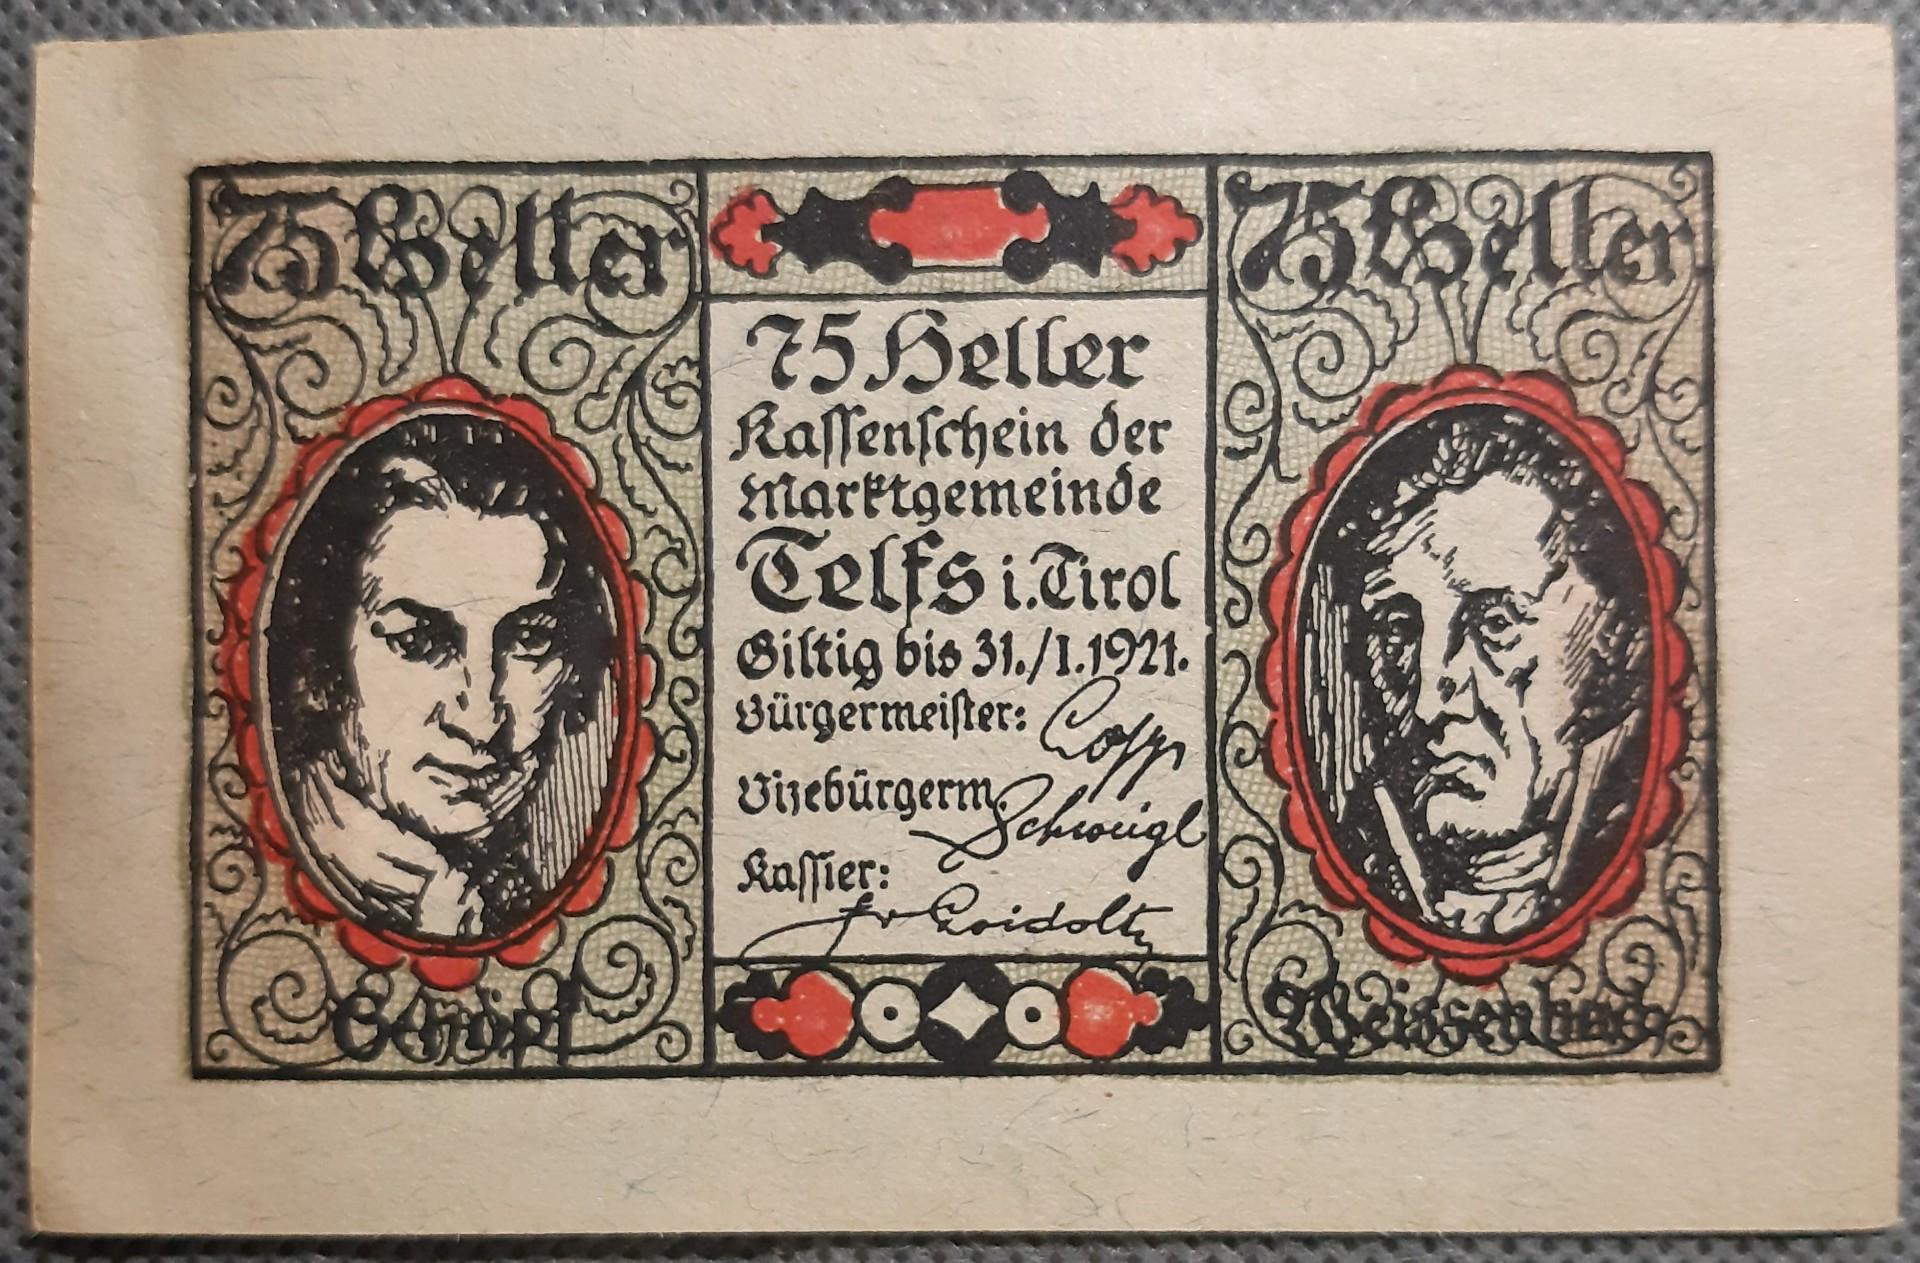 75 Heller
75 Heller
75 Heller
Kassenschein der
Marktgemeinde
Telfs i. Tirol
Giltig bis 31./1.1921.
Bürgermeister:
Vizebürgerm.
Schweigl
Kassier:
Schöpf
Weissenbach